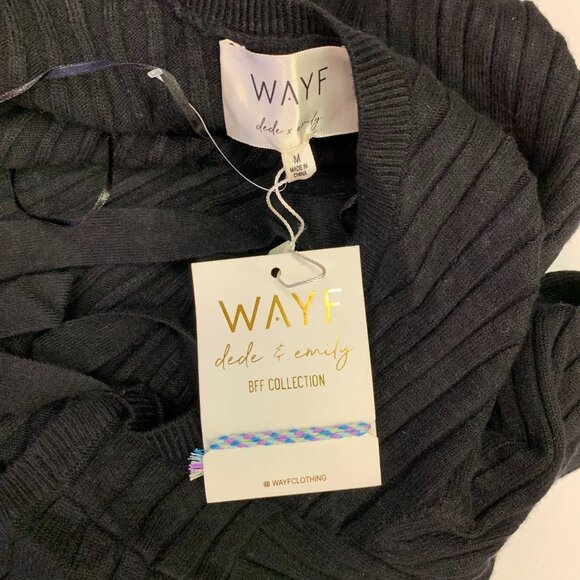 WAYF
dede x emily
M
MADE IN
CHINA
WAYF
dede & emily
BFF COLLECTION
@ WAYFCLOTHING